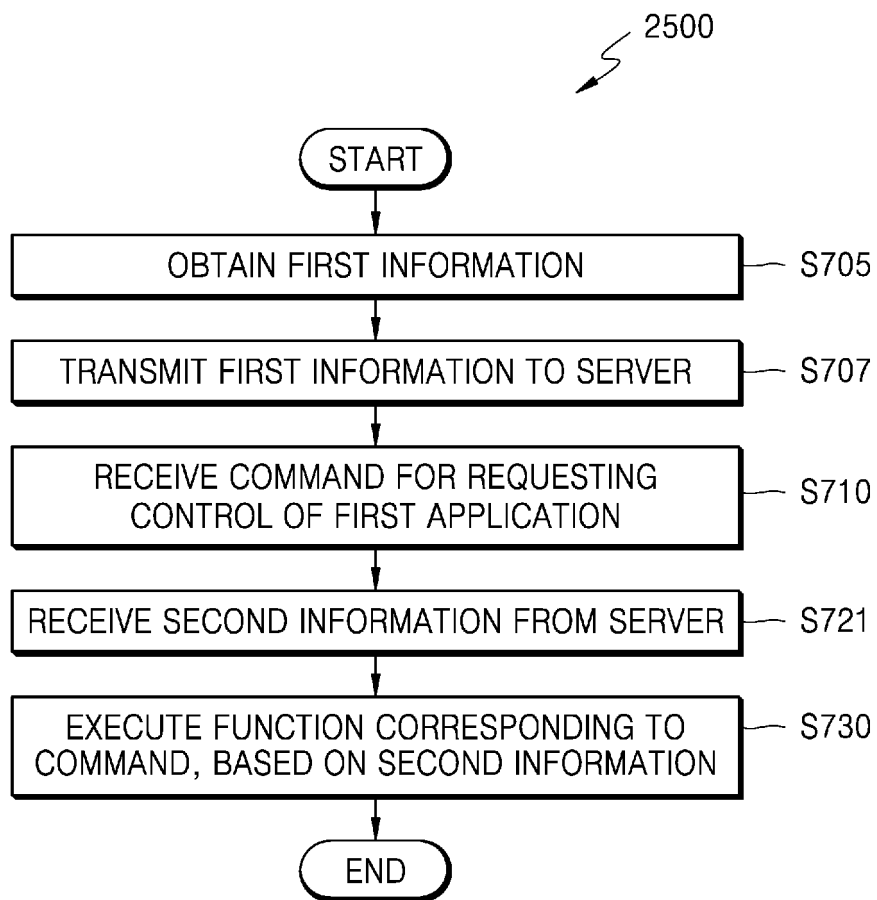 2500
START
OBTAIN FIRST INFORMATION
S705
TRANSMIT FIRST INFORMATION TO SERVER
S707
RECEIVE COMMAND FOR REQUESTING
CONTROL OF FIRST APPLICATION
S710
RECEIVE SECOND INFORMATION FROM SERVER
S721
EXECUTE FUNCTION CORRESPONDING TO
COMMAND, BASED ON SECOND INFORMATION
S730
END